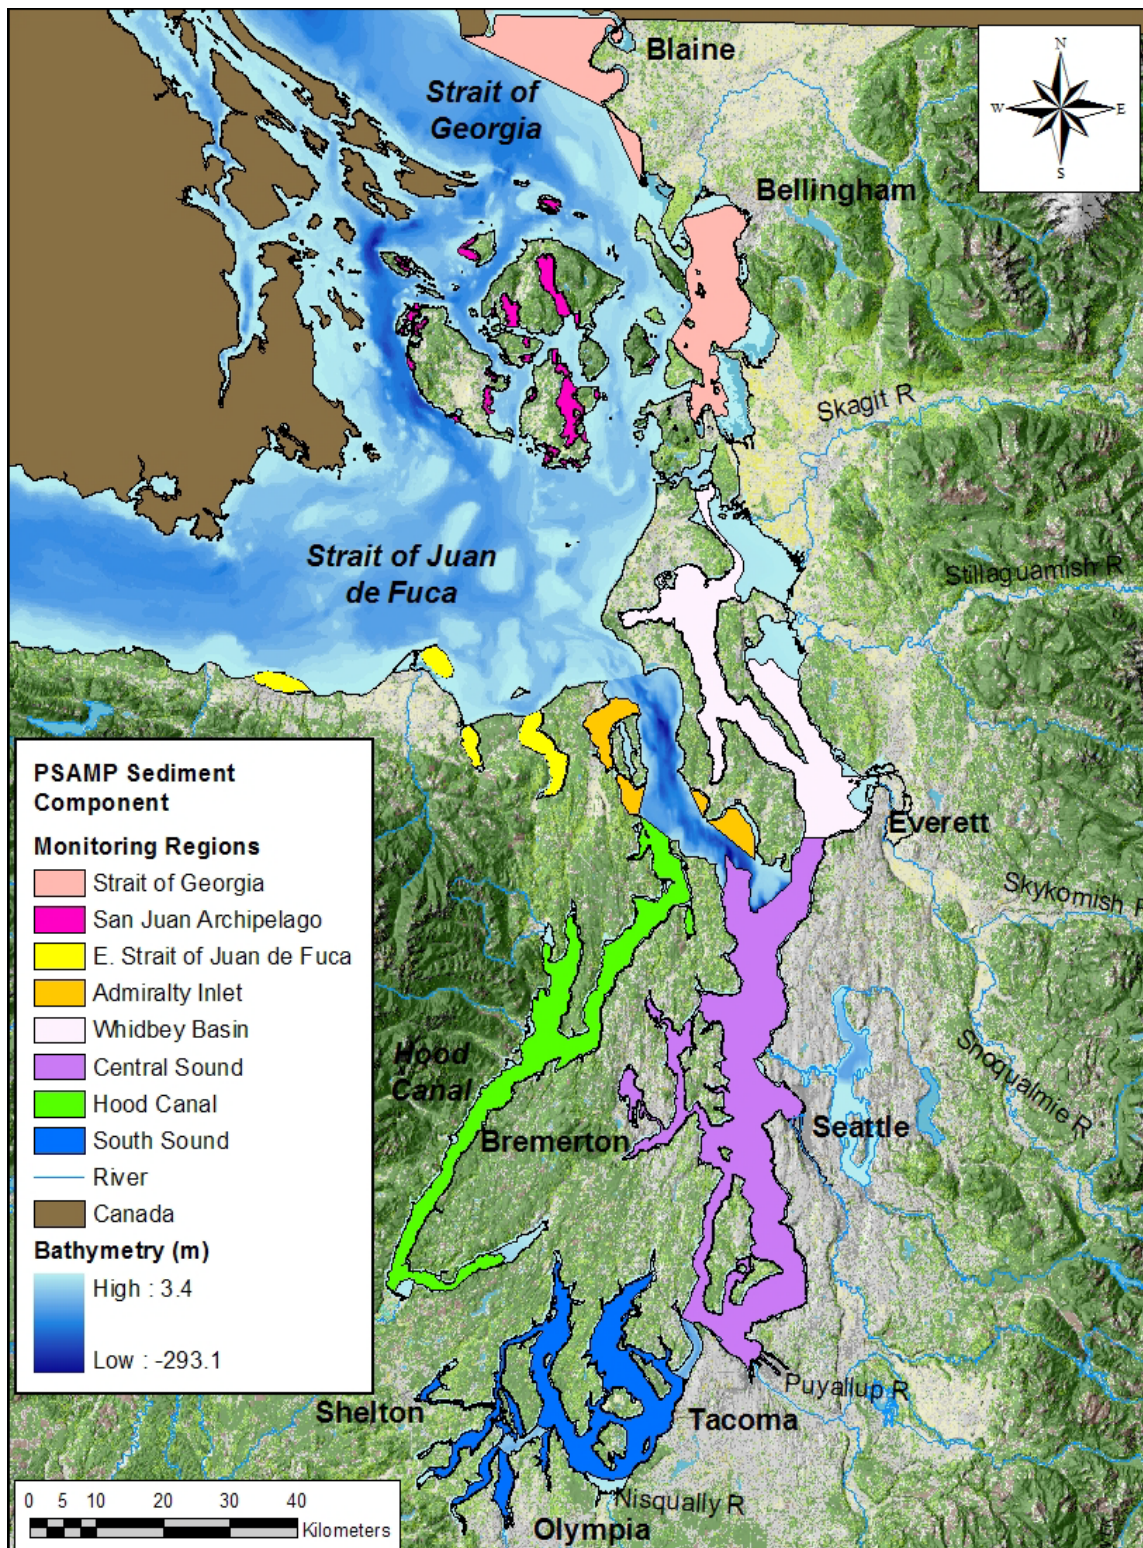 Blaine
N
W
E
S
Strait of
Georgia
Bellingham
Skagit R
Strait of Juan
de Fuca
Stillaguamish R
PSAMP Sediment
Component
Monitoring Regions
Strait of Georgia
San Juan Archipelago
E. Strait of Juan de Fuca
Admiralty Inlet
Whidbey Basin
Central Sound
Hood Canal
South Sound
River
Canada
Bathymetry (m)
High : 3.4
Low : -293.1
Everett
Skykomish R
Snoqualmie R
Hood
Canal
Bremerton
Seattle
Puyallup R
Shelton
Tacoma
Nisqually R
Olympia
0 5 10 20 30 40
Kilometers